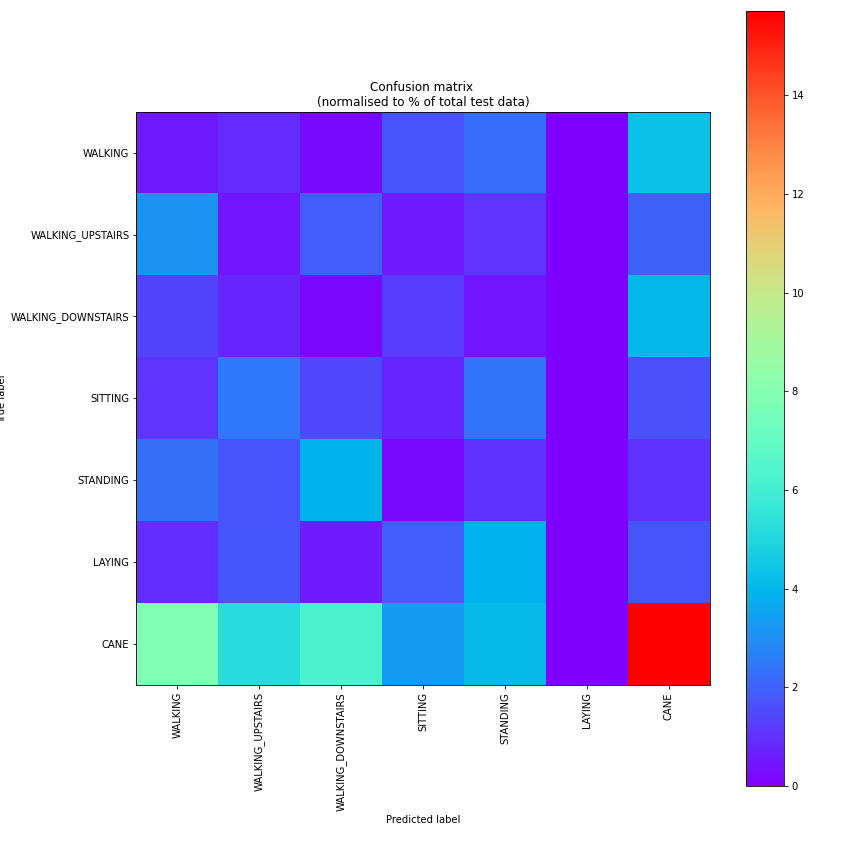 Confusion matrix
(normalised to % of total test data)
WALKING
WALKING_UPSTAIRS
WALKING_DOWNSTAIRS
SITTING
STANDING
LAYING
CANE
WALKING
WALKING_UPSTAIRS
WALKING_DOWNSTAIRS
SITTING
STANDING
LAYING
CANE
Predicted label
14
12
10
8
6
4
2
0